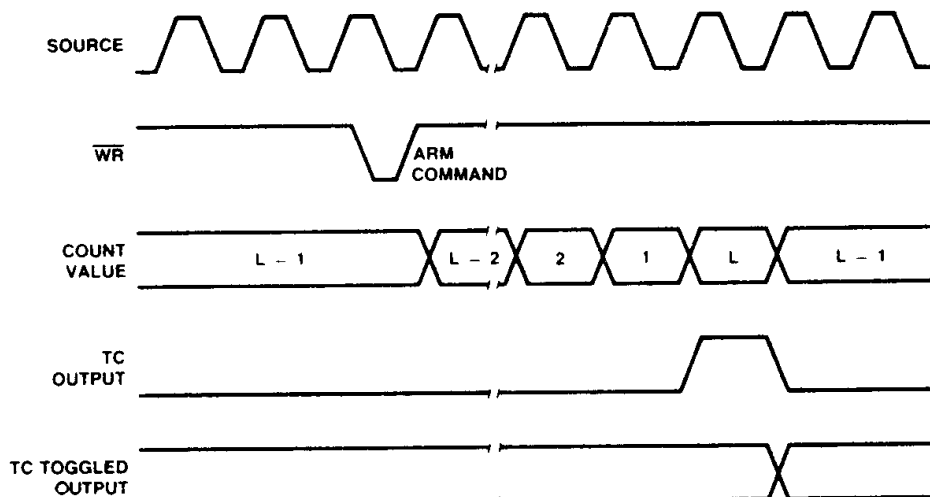 SOURCE
WR
ARM
COMMAND
COUNT
VALUE
L – 1
L – 2
2
1
L
L – 1
TC
OUTPUT
TC TOGGLED
OUTPUT